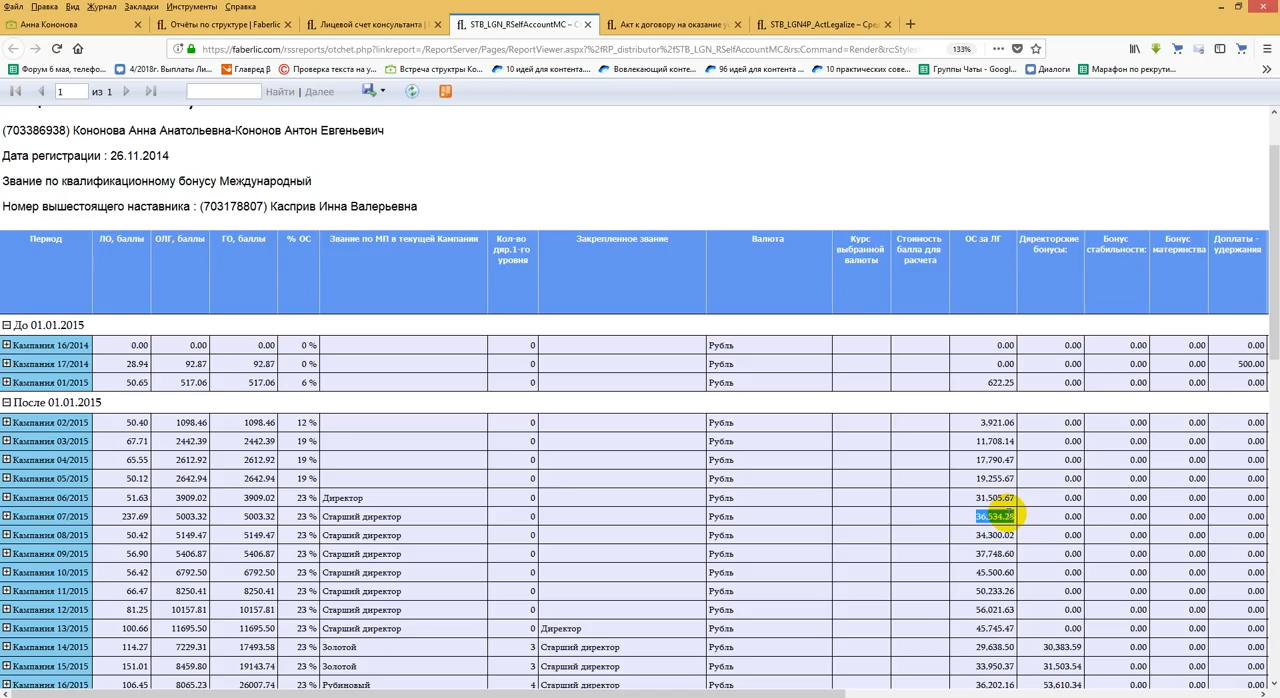 Файл Правка Вид Журнал Закладки Инструменты Справка
Анна Кононова
Отчёты по структуре | Faberlic
Лицевой счет консультанта |
STB_LGN_RSelfAccountMC – С
Акт к договору на оказание у
STB_LGN4P_ActLegalize – Сре
https://faberlic.com/rssreports/otchet.php?linkreport=/ReportServer/Pages/ReportViewer.aspx?%2fRP_distributor%2fSTB_LGN_RSelfAccountMC&rs:Command=Render&rc:Styles
133%
Форум 6 мая, телефо...
4/2018г. Выплаты Ли...
Главред β
Проверка текста на у...
Встреча структры Ко...
10 идей для контента...
Вовлекающий конте...
96 идей для контента ...
10 практических сове...
Группы Чаты - Googl...
Диалоги
Марафон по рекрути...
1 из 1 Найти | Далее
(703386938) Кононова Анна Анатольевна-Кононов Антон Евгеньевич
Дата регистрации : 26.11.2014
Звание по квалификационному бонусу Международный
Номер вышестоящего наставника : (703178807) Касприв Инна Валерьевна
Период ЛО, баллы ОЛГ, баллы ГО, баллы % ОС Звание по МП в текущей Кампании Кол-во дир.1-го уровня Закрепленное звание Валюта Курс выбранной валюты Стоимость балла для расчета ОС за ЛГ Директорские бонусы: Бонус стабильности: Бонус материнства Доплаты - удержания
До 01.01.2015
Кампания 16/2014 0.00 0.00 0.00 0 % 0 Рубль 0.00 0.00 0.00 0.00 0.00
Кампания 17/2014 28.94 92.87 92.87 0 % 0 Рубль 0.00 0.00 0.00 0.00 500.00
Кампания 01/2015 50.65 517.06 517.06 6 % 0 Рубль 622.25 0.00 0.00 0.00 0.00
После 01.01.2015
Кампания 02/2015 50.40 1098.46 1098.46 12 % 0 Рубль 3,921.06 0.00 0.00 0.00 0.00
Кампания 03/2015 67.71 2442.39 2442.39 19 % 0 Рубль 11,708.14 0.00 0.00 0.00 0.00
Кампания 04/2015 65.55 2612.92 2612.92 19 % 0 Рубль 17,790.47 0.00 0.00 0.00 0.00
Кампания 05/2015 50.12 2642.94 2642.94 19 % 0 Рубль 19,255.67 0.00 0.00 0.00 0.00
Кампания 06/2015 51.63 3909.02 3909.02 23 % Директор 0 Рубль 31,505.67 0.00 0.00 0.00 0.00
Кампания 07/2015 237.69 5003.32 5003.32 23 % Старший директор 0 Рубль 0.00 0.00 0.00 0.00
Кампания 08/2015 50.42 5149.47 5149.47 23 % Старший директор 0 Рубль 34,300.02 0.00 0.00 0.00 0.00
Кампания 09/2015 56.90 5406.87 5406.87 23 % Старший директор 0 Рубль 37,748.60 0.00 0.00 0.00 0.00
Кампания 10/2015 56.42 6792.50 6792.50 23 % Старший директор 0 Рубль 45,500.60 0.00 0.00 0.00 0.00
Кампания 11/2015 66.47 8250.41 8250.41 23 % Старший директор 0 Рубль 50,233.26 0.00 0.00 0.00 0.00
Кампания 12/2015 81.25 10157.81 10157.81 23 % Старший директор 0 Рубль 56,021.63 0.00 0.00 0.00 0.00
Кампания 13/2015 100.66 11695.50 11695.50 23 % Старший директор 0 Директор Рубль 45,745.47 0.00 0.00 0.00 0.00
Кампания 14/2015 114.27 7229.31 17493.58 23 % Золотой 3 Старший директор Рубль 29,638.50 30,383.59 0.00 0.00 0.00
Кампания 15/2015 151.01 8459.80 19143.74 23 % Золотой 3 Старший директор Рубль 33,950.37 31,503.54 0.00 0.00 0.00
Кампания 16/2015 106.45 8065.23 26007.74 23 % Рубиновый 4 Старший директор Рубль 36,202.16 53,610.34 0.00 0.00 0.00